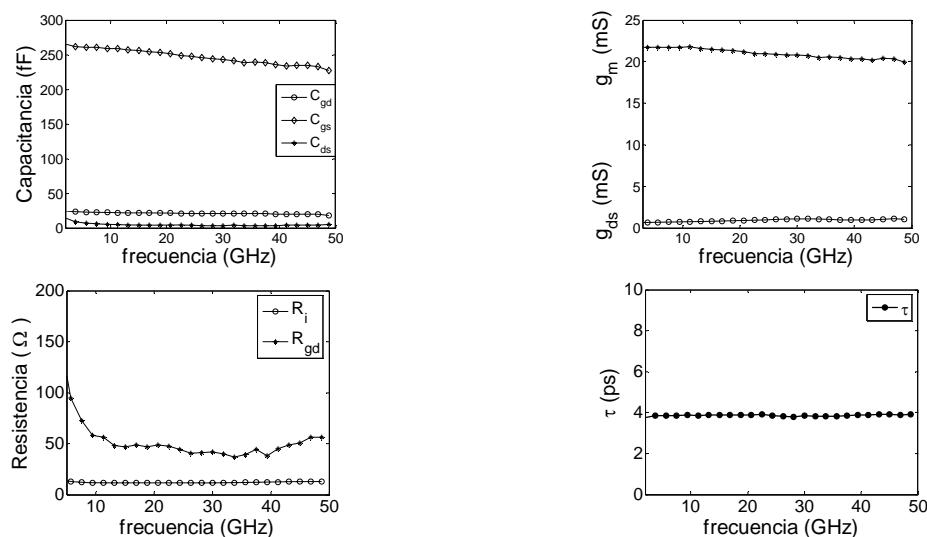 300
250
200
150
100
50
0
Capacitancia (fF)
C_gd
C_gs
C_ds
10 20 30 40 50
frecuencia (GHz)
25
20
15
10
5
0
g_ds (mS) g_m (mS)
10 20 30 40 50
frecuencia (GHz)
200
150
100
50
0
Resistencia ( Ω )
R_i
R_gd
10 20 30 40 50
frecuencia (GHz)
10
8
6
4
2
0
τ (ps)
τ
10 20 30 40 50
frecuencia (GHz)